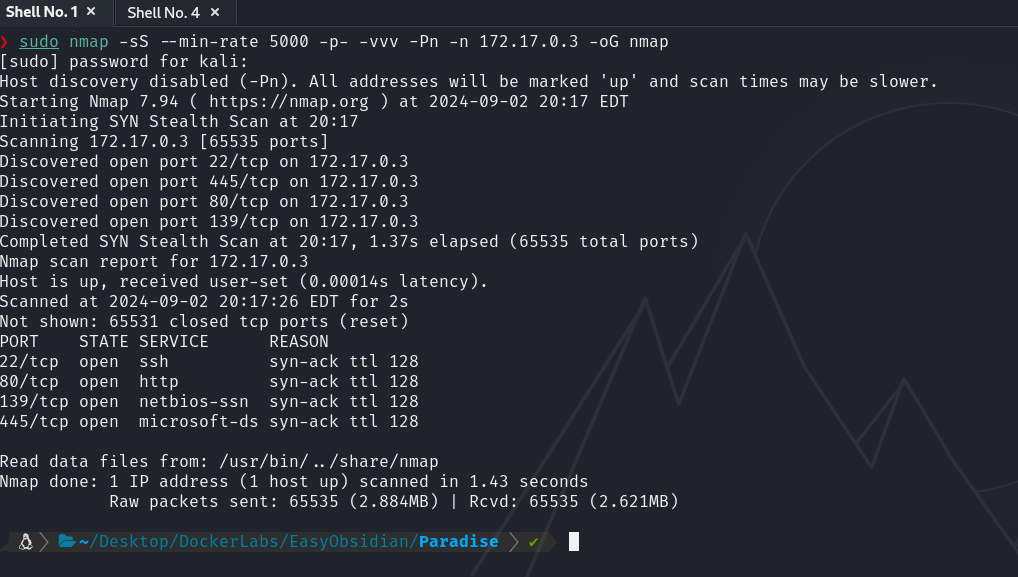 Shell No. 1 ✕ Shell No. 4 ✕
❯ sudo nmap -sS --min-rate 5000 -p- -vvv -Pn -n 172.17.0.3 -oG nmap
[sudo] password for kali:
Host discovery disabled (-Pn). All addresses will be marked 'up' and scan times may be slower.
Starting Nmap 7.94 ( https://nmap.org ) at 2024-09-02 20:17 EDT
Initiating SYN Stealth Scan at 20:17
Scanning 172.17.0.3 [65535 ports]
Discovered open port 22/tcp on 172.17.0.3
Discovered open port 445/tcp on 172.17.0.3
Discovered open port 80/tcp on 172.17.0.3
Discovered open port 139/tcp on 172.17.0.3
Completed SYN Stealth Scan at 20:17, 1.37s elapsed (65535 total ports)
Nmap scan report for 172.17.0.3
Host is up, received user-set (0.00014s latency).
Scanned at 2024-09-02 20:17:26 EDT for 2s
Not shown: 65531 closed tcp ports (reset)
PORT    STATE SERVICE      REASON
22/tcp  open  ssh          syn-ack ttl 128
80/tcp  open  http         syn-ack ttl 128
139/tcp open  netbios-ssn  syn-ack ttl 128
445/tcp open  microsoft-ds syn-ack ttl 128
Read data files from: /usr/bin/../share/nmap
Nmap done: 1 IP address (1 host up) scanned in 1.43 seconds
           Raw packets sent: 65535 (2.884MB) | Rcvd: 65535 (2.621MB)
~/Desktop/DockerLabs/EasyObsidian/Paradise ✔